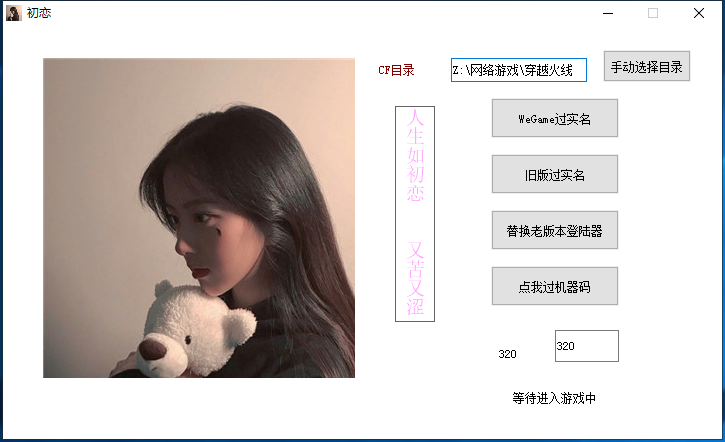 初恋
CF目录
Z:\网络游戏\穿越火线
手动选择目录
人生如初恋 又苦又涩
WeGame过实名
旧版过实名
替换老版本登陆器
点我过机器码
320
320
等待进入游戏中